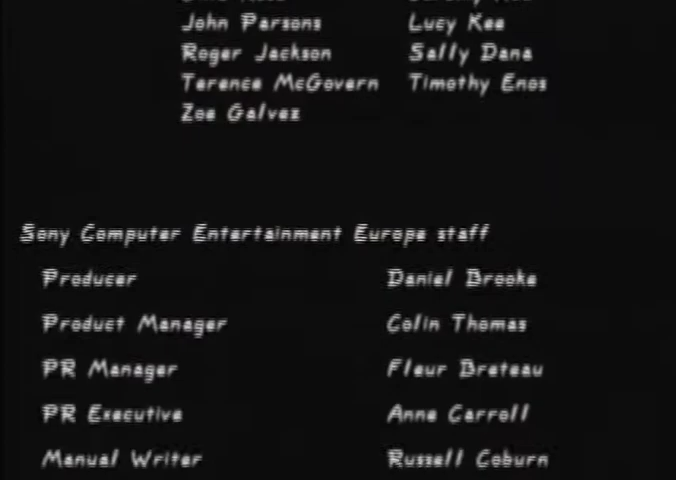 John Parsons Lucy Kee
Roger Jackson Sally Dana
Terence McGovern Timothy Enos
Zoe Galvez
Sony Computer Entertainment Europe staff
Producer Daniel Brooke
Product Manager Colin Thomas
PR Manager Fleur Breteau
PR Executive Anne Carroll
Manual Writer Russell Coburn